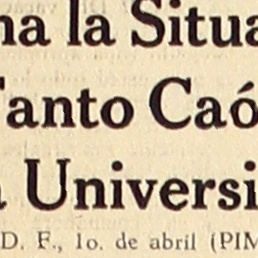 na la Situa
Tanto Caó
a Universi
D. F., 1o. de abril (PIM